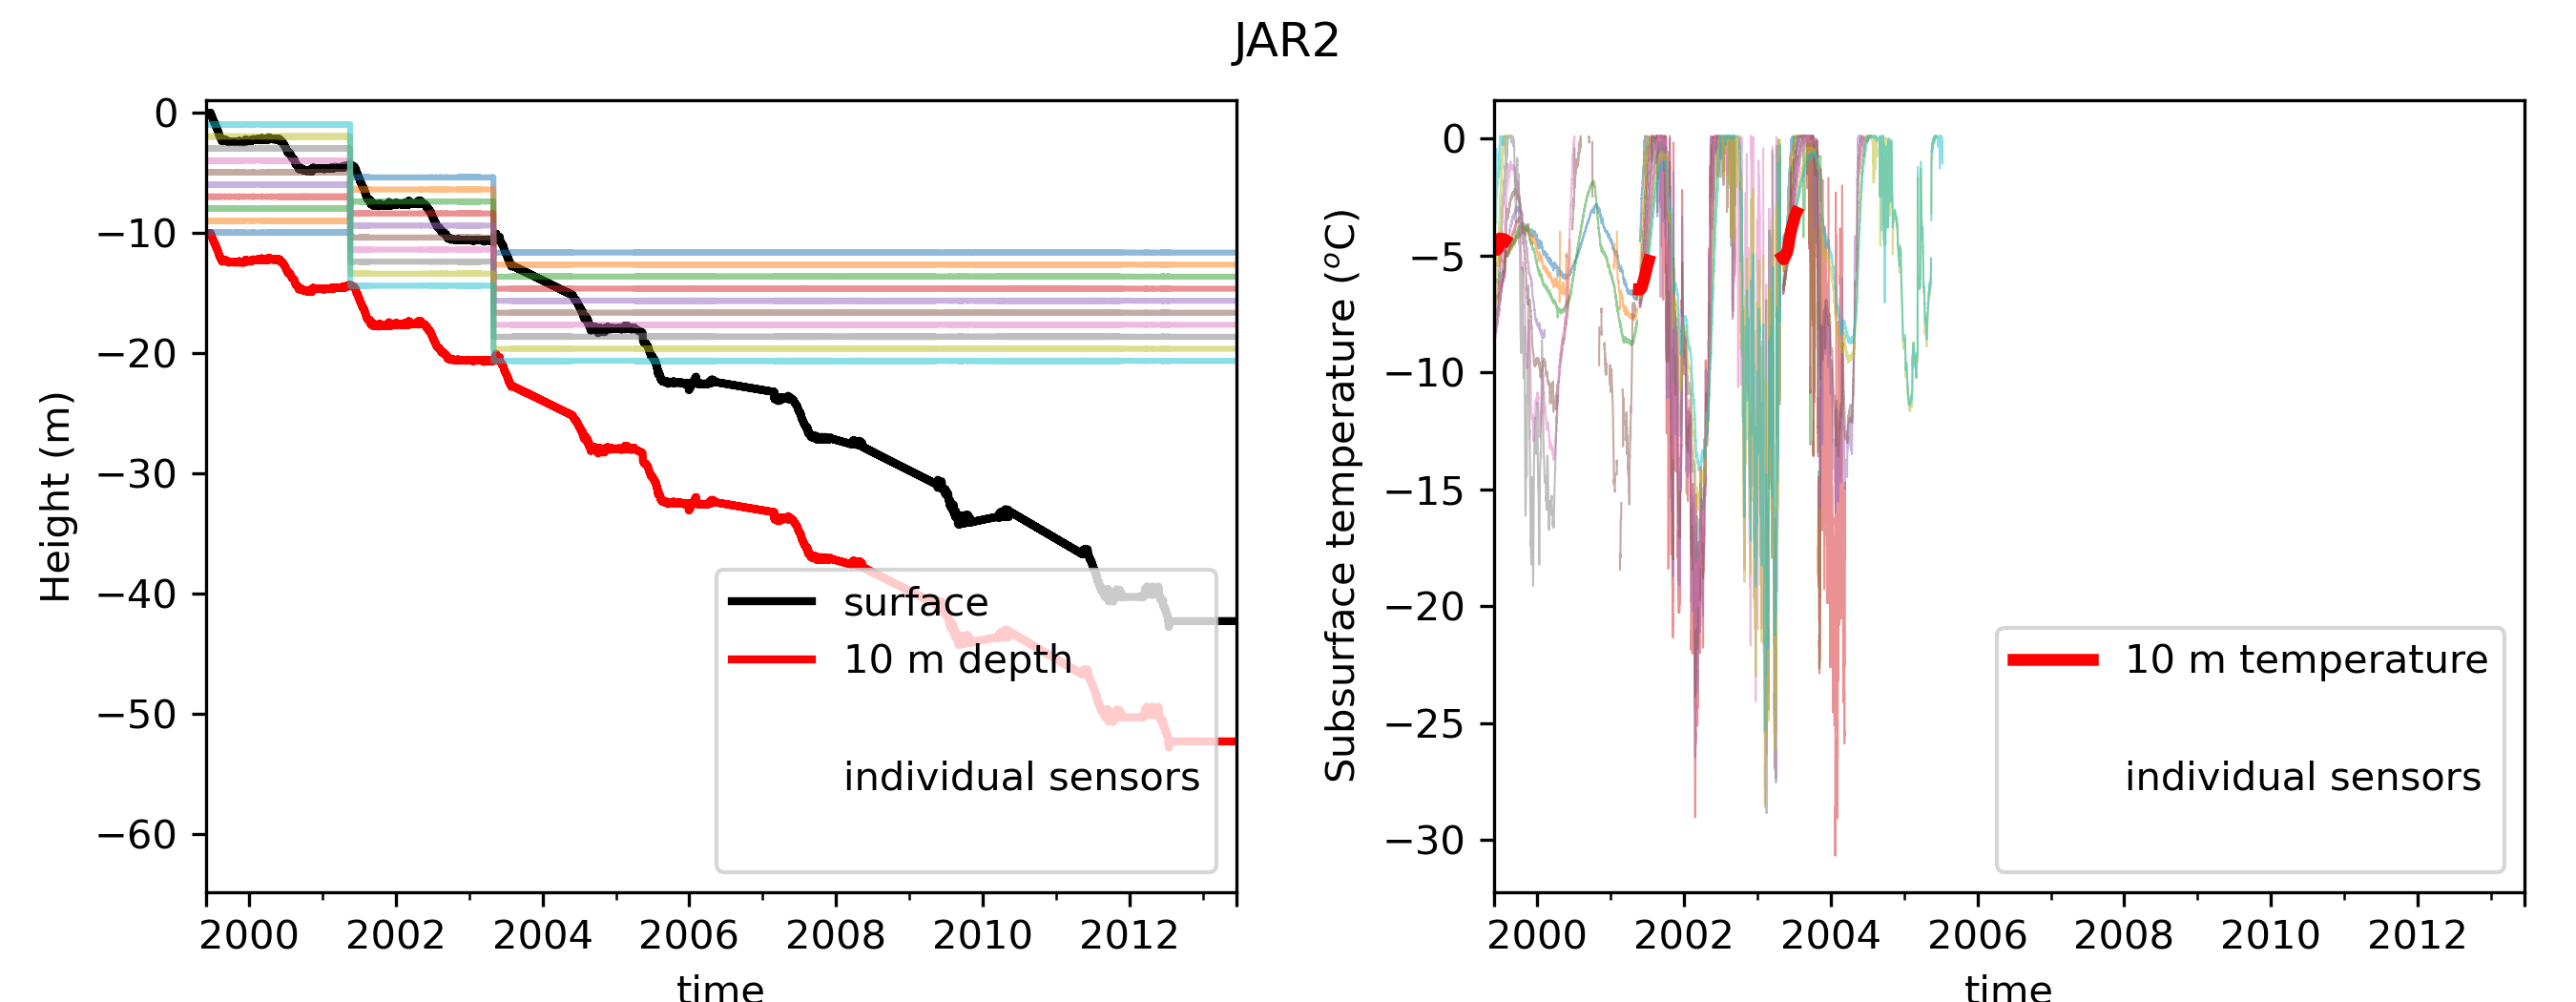 JAR2
Height (m)
0
−10
−20
−30
−40
−50
−60
surface
10 m depth
individual sensors
2000 2002 2004 2006 2008 2010 2012
time
Subsurface temperature (°C)
0
−5
−10
−15
−20
−25
−30
10 m temperature
individual sensors
2000 2002 2004 2006 2008 2010 2012
time